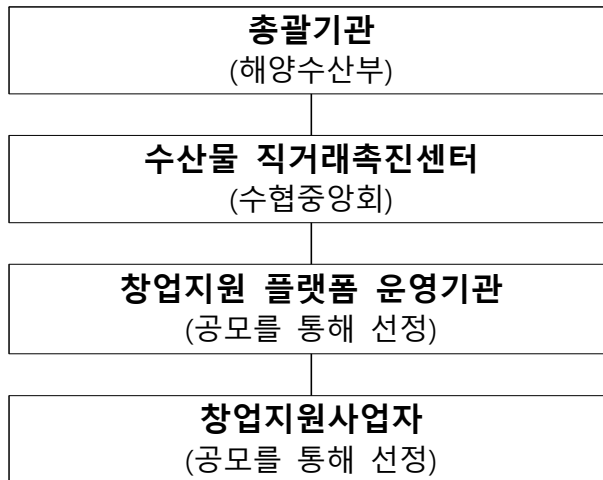 총괄기관
(해양수산부)
수산물 직거래촉진센터
(수협중앙회)
창업지원 플랫폼 운영기관
(공모를 통해 선정)
창업지원사업자
(공모를 통해 선정)